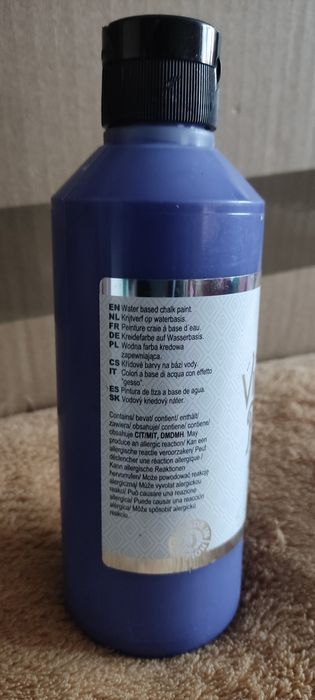 EN Water based chalk paint.
NL Krijtverf op waterbasis.
FR Peinture craie á base d'eau.
DE Kreidefarbe auf Wasserbasis.
PL Wodna farba kredowa
zapewniająca.
CS Křídové barvy na bázi vody.
IT Colori a base di acqua con effetto
"gesso".
ES Pintura de tiza a base de agua.
SK Vodový knedový náter.
Contains/ bevat/ contient/ enthält/
zawiera/ obsahuje/ contiene/ contiene/
obsahuje CIT/MIT, DMDMH. May
produce an allergic reaction/ Kan een
allergische reactie veroorzaken/ Peut
déclencher une réaction allergique /
Kann allergische Reaktionen
hervorrufen/ Może powodować reakcję
alergiczną/ Může vyvolat alergickou
reakci/ Può causare una reazione
allergica/ Puede causar una reacción
alérgica/ Môže spôsobiť alergickú
reakciu.